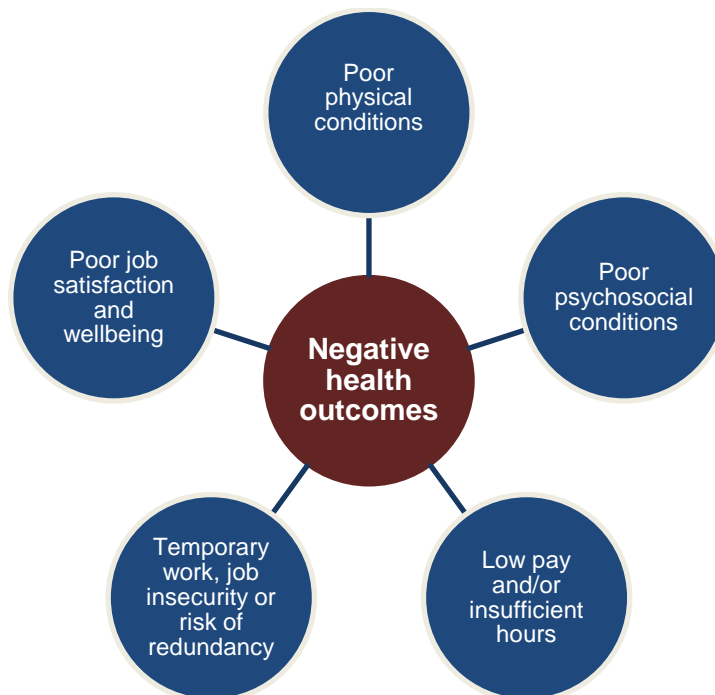 Poor
physical
conditions
Poor job
satisfaction
and
wellbeing
Poor
psychosocial
conditions
Negative
health
outcomes
Temporary
work, job
insecurity or
risk of
redundancy
Low pay
and/or
insufficient
hours